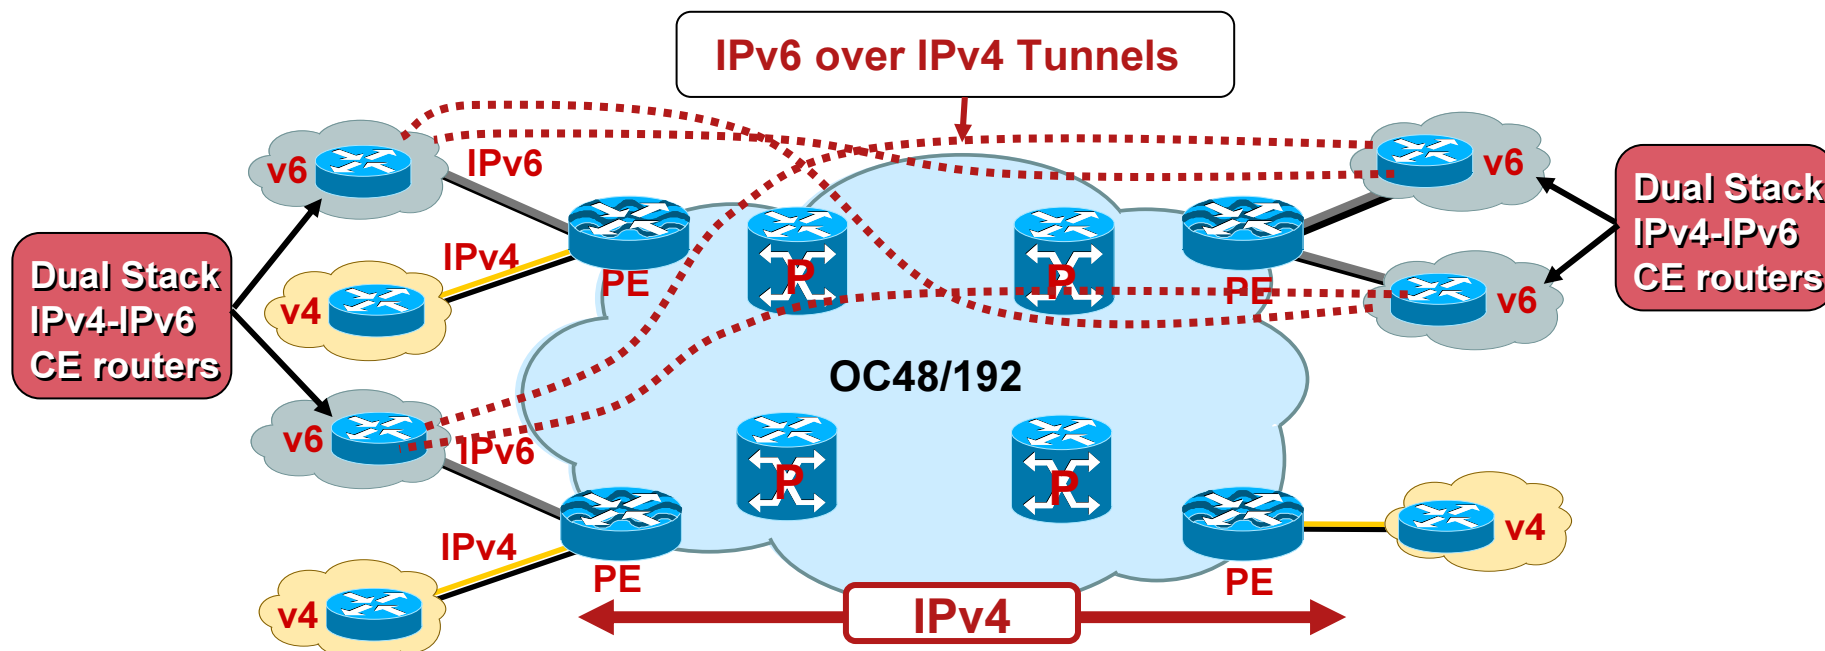 IPv6 over IPv4 Tunnels
v6
IPv6
v6
Dual Stack
IPv4-IPv6
CE routers
IPv4
PE
v4
P
P
PE
v6
Dual Stack
IPv4-IPv6
CE routers
OC48/192
v6
IPv6
P
P
IPv4
PE
v4
PE
v4
IPv4